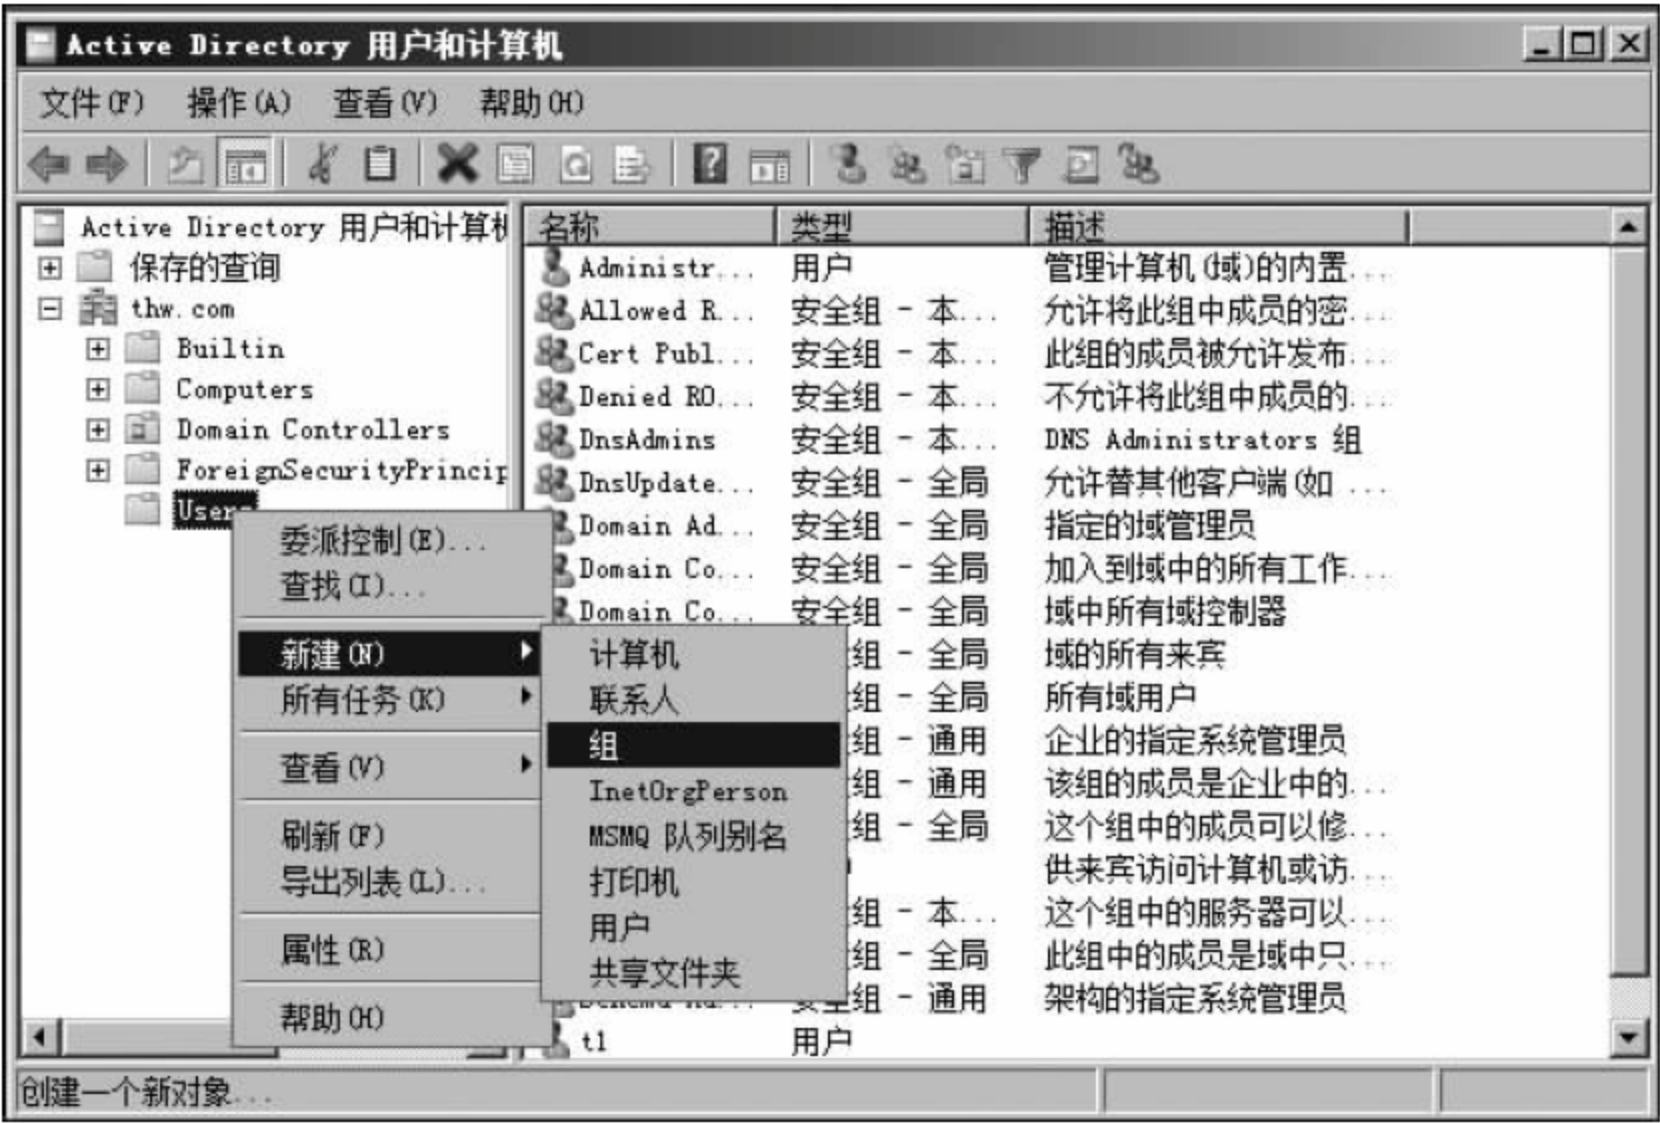 Active Directory 用户和计算机
文件(F) 操作(A) 查看(V) 帮助(H)
Active Directory 用户和计算机
保存的查询
thw.com
Builtin
Computers
Domain Controllers
ForeignSecurityPrincip
Users
委派控制(E)...
查找(I)...
新建(N)
所有任务(K)
查看(V)
刷新(F)
导出列表(L)...
属性(R)
帮助(H)
计算机
联系人
组
InetOrgPerson
MSMQ 队列别名
打印机
用户
共享文件夹
名称 类型 描述
Administr... 用户 管理计算机(域)的内置...
Allowed R... 安全组 - 本... 允许将此组中成员的密...
Cert Publ... 安全组 - 本... 此组的成员被允许发布...
Denied RO... 安全组 - 本... 不允许将此组中成员的...
DnsAdmins 安全组 - 本... DNS Administrators 组
DnsUpdate... 安全组 - 全局 允许替其他客户端(如 ...
Domain Ad... 安全组 - 全局 指定的域管理员
Domain Co... 安全组 - 全局 加入到域中的所有工作...
Domain Co... 安全组 - 全局 域中所有域控制器
组 - 全局 域的所有来宾
组 - 全局 所有域用户
组 - 通用 企业的指定系统管理员
组 - 通用 该组的成员是企业中的...
组 - 全局 这个组中的成员可以修...
供来宾访问计算机或访...
组 - 本... 这个组中的服务器可以...
组 - 全局 此组中的成员是域中只...
安全组 - 通用 架构的指定系统管理员
t1 用户
创建一个新对象...